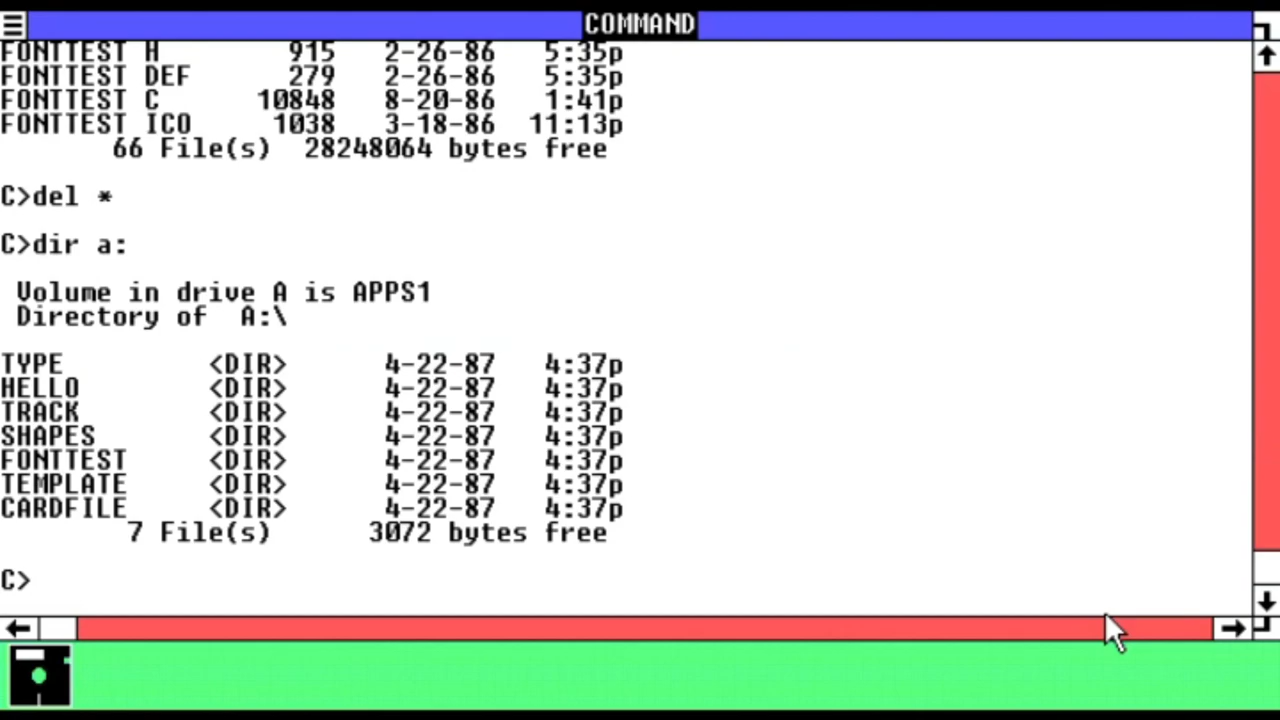 COMMAND
FONTTEST H 915 2-26-86 5:35p
FONTTEST DEF 279 2-26-86 5:35p
FONTTEST C 10848 8-20-86 1:41p
FONTTEST ICO 1038 3-18-86 11:13p
66 File(s) 28248064 bytes free
C>del *
C>dir a:
Volume in drive A is APPS1
Directory of A:\
TYPE <DIR> 4-22-87 4:37p
HELLO <DIR> 4-22-87 4:37p
TRACK <DIR> 4-22-87 4:37p
SHAPES <DIR> 4-22-87 4:37p
FONTTEST <DIR> 4-22-87 4:37p
TEMPLATE <DIR> 4-22-87 4:37p
CARDFILE <DIR> 4-22-87 4:37p
7 File(s) 3072 bytes free
C>